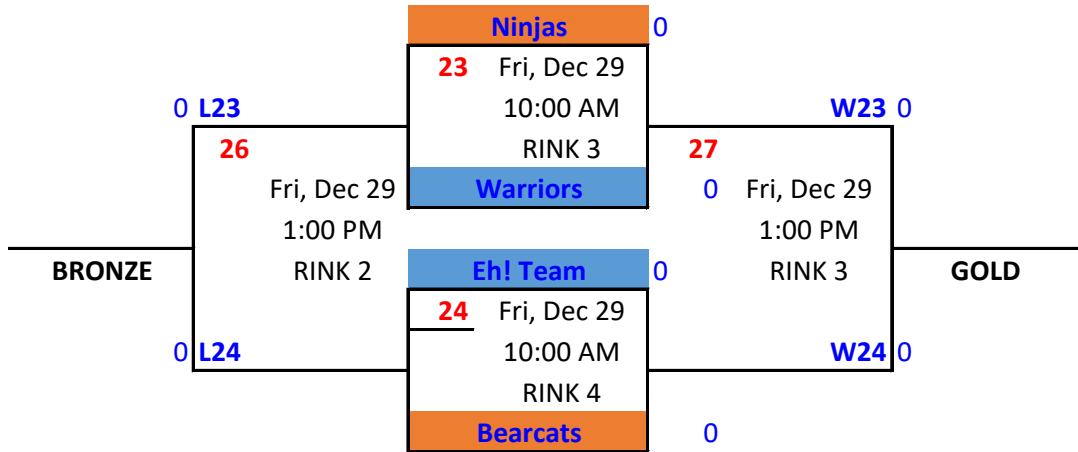 Ninjas 0
23 Fri, Dec 29
0 L23 10:00 AM W23 0
26 RINK 3 27
Fri, Dec 29 Warriors 0 Fri, Dec 29
1:00 PM 1:00 PM
BRONZE RINK 2 Eh! Team 0 RINK 3 GOLD
24 Fri, Dec 29
0 L24 10:00 AM W24 0
RINK 4
Bearcats 0